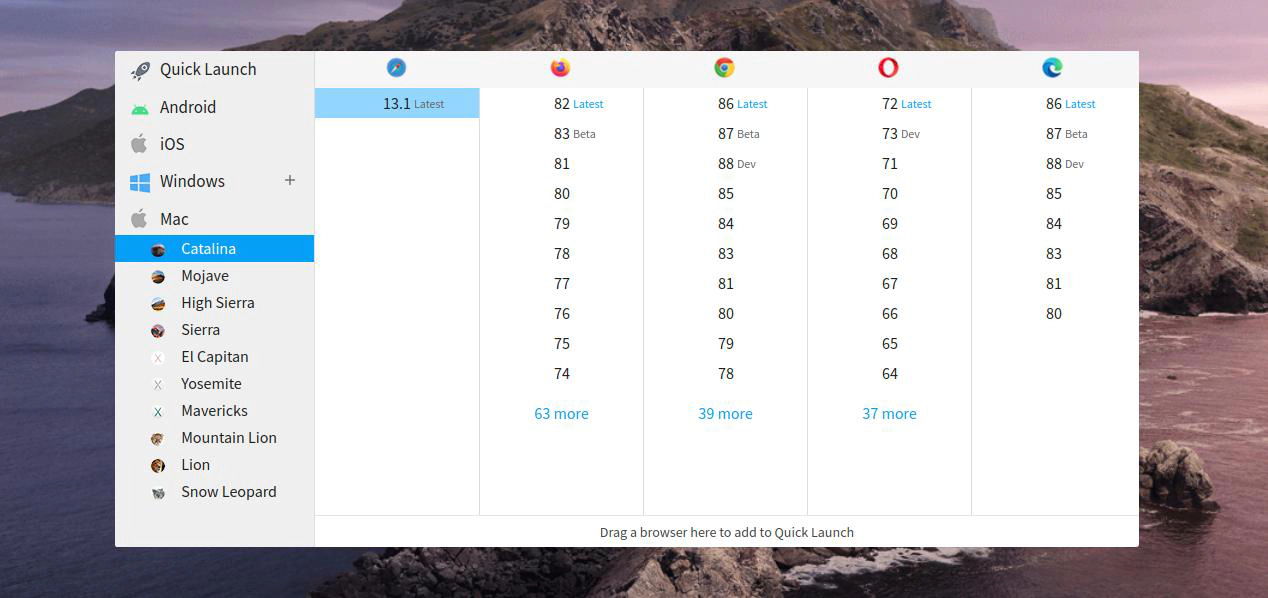 Quick Launch
Android
iOS
Windows +
Mac
Catalina
Mojave
High Sierra
Sierra
El Capitan
Yosemite
Mavericks
Mountain Lion
Lion
Snow Leopard
13.1 Latest
82 Latest
83 Beta
81
80
79
78
77
76
75
74
63 more
86 Latest
87 Beta
88 Dev
85
84
83
81
80
79
78
39 more
72 Latest
73 Dev
71
70
69
68
67
66
65
64
37 more
86 Latest
87 Beta
88 Dev
85
84
83
81
80
Drag a browser here to add to Quick Launch